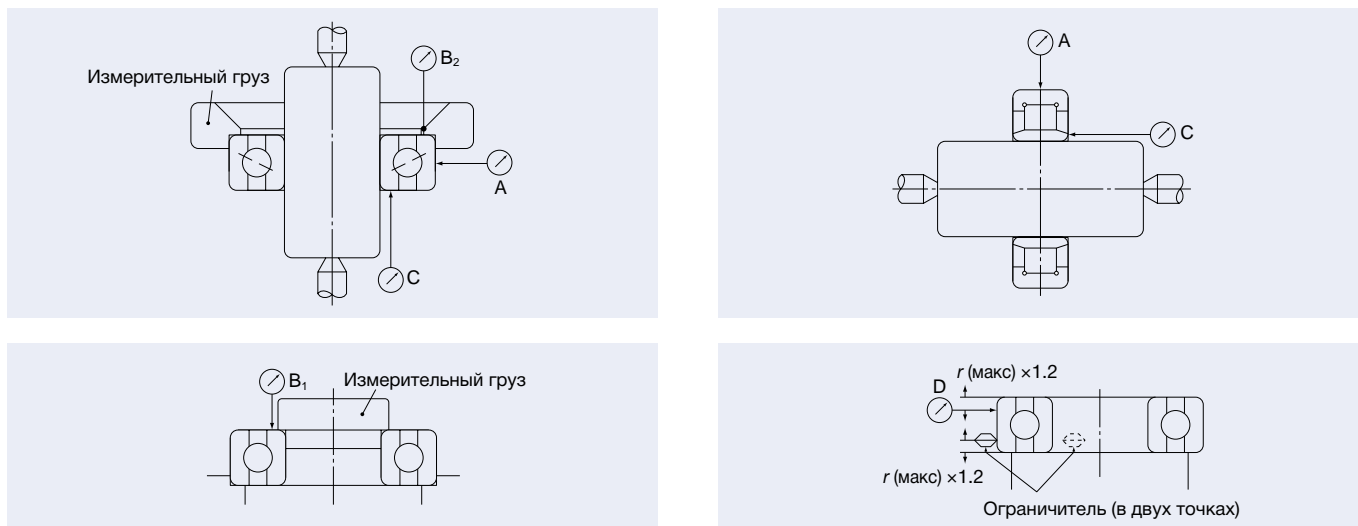 Измерительный груз
B₂
A
C
A
C
B₁
Измерительный груз
D
r (макс) ×1.2
r (макс) ×1.2
Ограничитель (в двух точках)